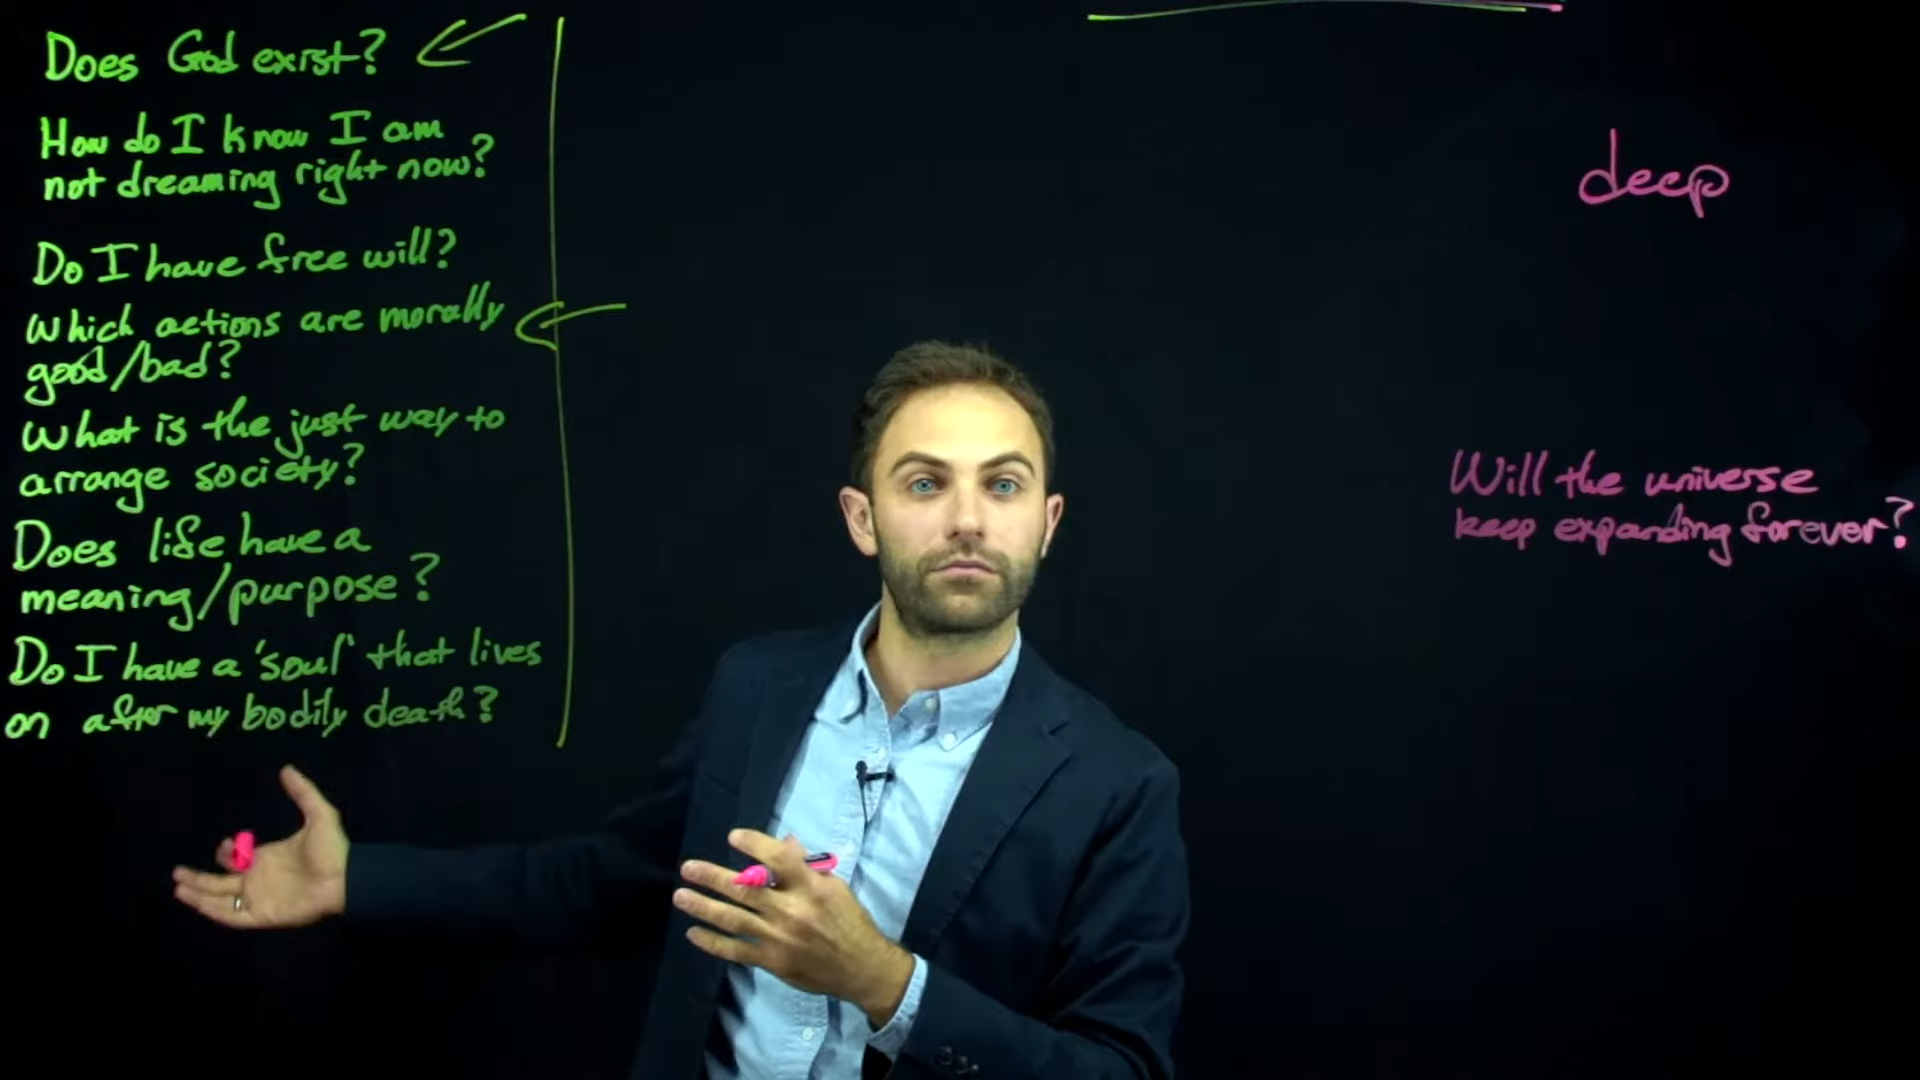 Does God exist?
How do I know I am
not dreaming right now?
Do I have free will?
Which actions are morally
good/bad?
What is the just way to
arrange society?
Does life have a
meaning/purpose?
Do I have a 'soul' that lives
on after my bodily death?
deep
Will the universe
keep expanding forever?